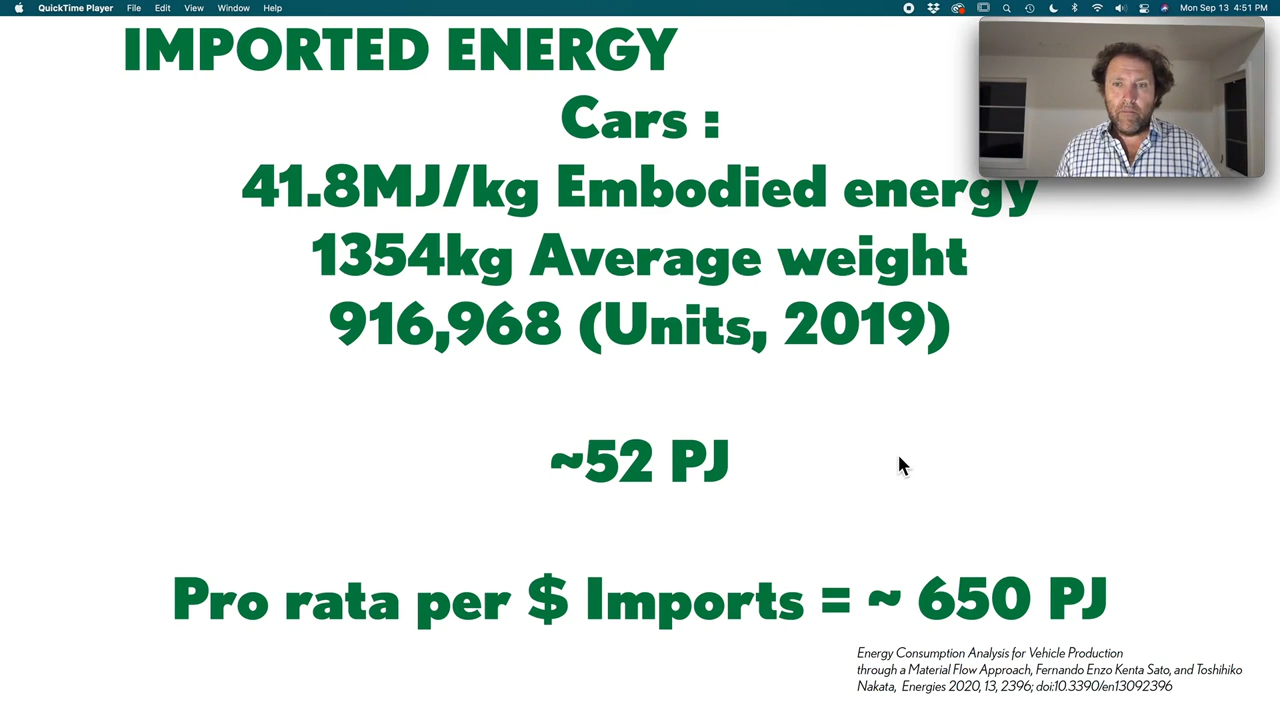 QuickTime Player File Edit View Window Help Mon Sep 13 4:51 PM
IMPORTED ENERGY
Cars :
41.8MJ/kg Embodied energy
1354kg Average weight
916,968 (Units, 2019)
~52 PJ
Pro rata per $ Imports = ~ 650 PJ
Energy Consumption Analysis for Vehicle Production
through a Material Flow Approach, Fernando Enzo Kenta Sato, and Toshihiko
Nakata, Energies 2020, 13, 2396; doi:10.3390/en13092396